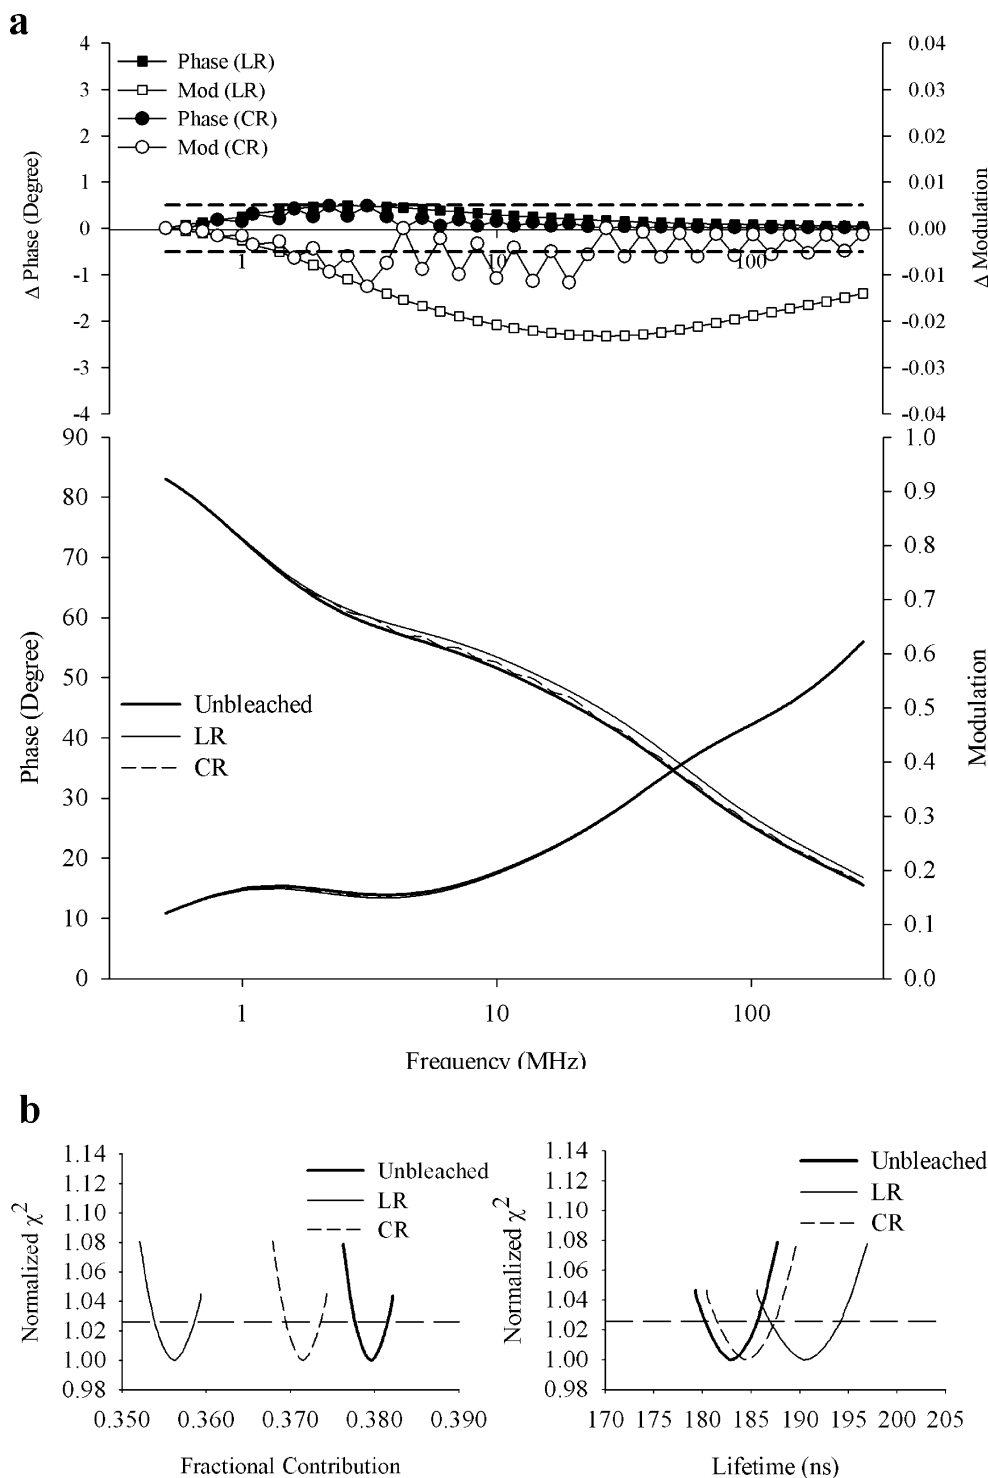 a
4
3
2
1
0
-1
-2
-3
-4
Δ Phase (Degree)
Phase (LR)
Mod (LR)
Phase (CR)
Mod (CR)
1
10
100
0.04
0.03
0.02
0.01
0.00
-0.01
-0.02
-0.03
-0.04
Δ Modulation
90
80
70
60
50
40
30
20
10
0
Phase (Degree)
Unbleached
LR
CR
1.0
0.9
0.8
0.7
0.6
0.5
0.4
0.3
0.2
0.1
0.0
Modulation
1 10 100
Frequency (MHz)
b
1.14
1.12
1.10
1.08
1.06
1.04
1.02
1.00
0.98
Normalized χ2
Unbleached
LR
CR
0.350 0.360 0.370 0.380 0.390
Fractional Contribution
1.14
1.12
1.10
1.08
1.06
1.04
1.02
1.00
0.98
Normalized χ2
Unbleached
LR
CR
170 175 180 185 190 195 200 205
Lifetime (ns)